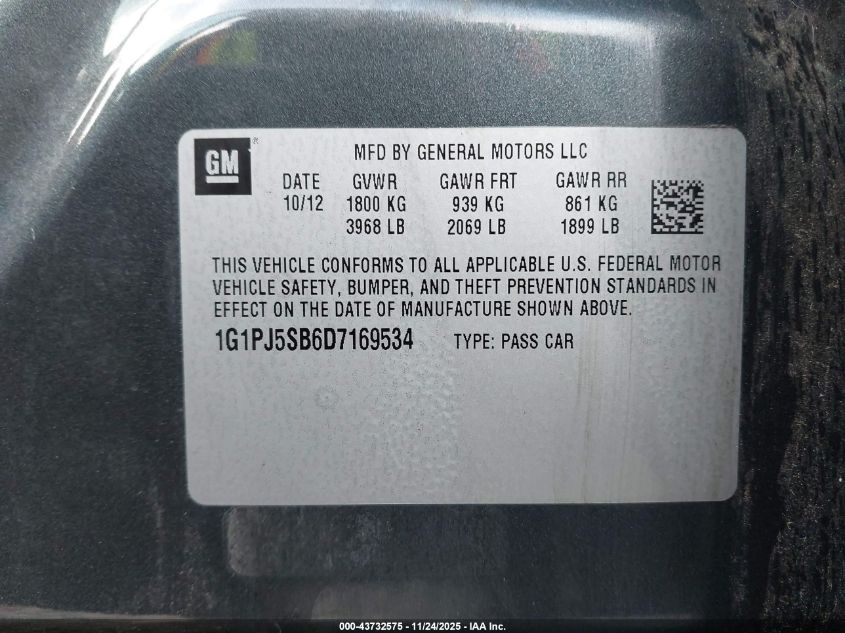 GM®
MFD BY GENERAL MOTORS LLC
DATE GVWR GAWR FRT GAWR RR
10/12 1800 KG 939 KG 861 KG
3968 LB 2069 LB 1899 LB
THIS VEHICLE CONFORMS TO ALL APPLICABLE U.S. FEDERAL MOTOR
VEHICLE SAFETY, BUMPER, AND THEFT PREVENTION STANDARDS IN
EFFECT ON THE DATE OF MANUFACTURE SHOWN ABOVE.
1G1PJ5SB6D7169534 TYPE: PASS CAR
000-43732575 - 11/24/2025 - IAA Inc.